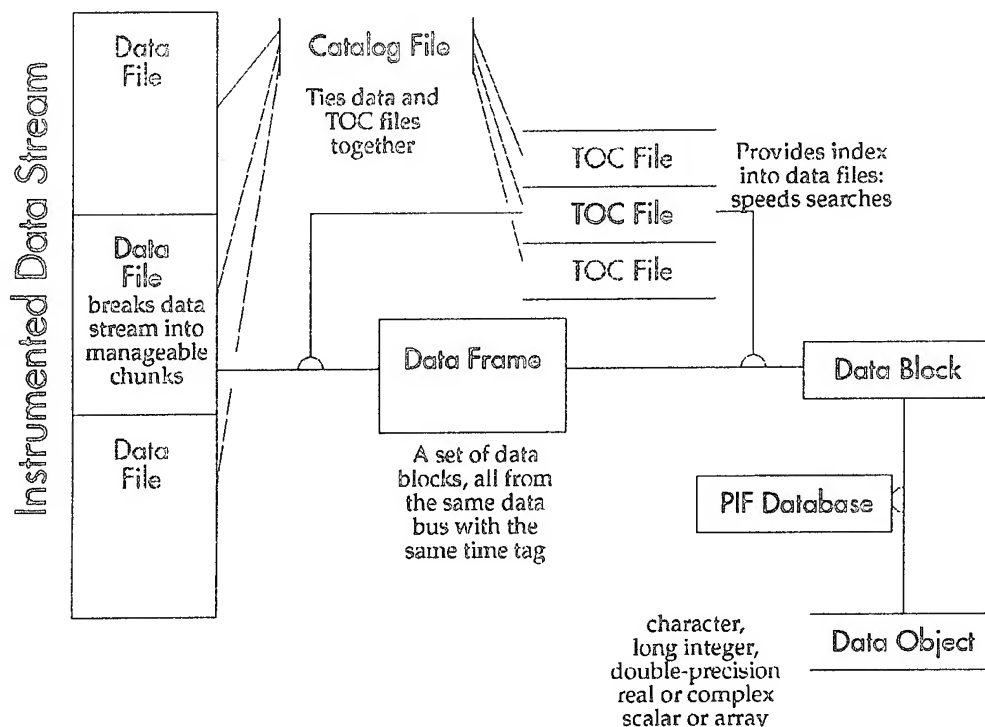 Instrumented Data Stream
Data
File
Data
File
breaks data
stream into
manageable
chunks
Data
File
Catalog File
Ties data and
TOC files
together
TOC File
TOC File
TOC File
Provides index
into data files:
speeds searches
Data Frame
A set of data
blocks, all from
the same data
bus with the
same time tag
Data Block
PIF Database
Data Object
character,
long integer,
double-precision
real or complex
scalar or array